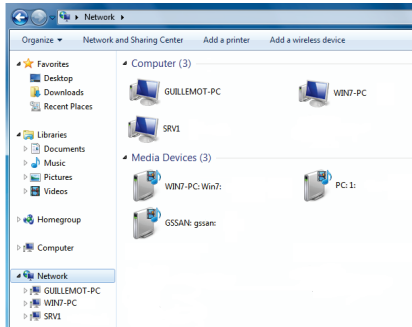 Network
Organize Network and Sharing Center Add a printer Add a wireless device
Favorites
Desktop
Downloads
Recent Places
Libraries
Documents
Music
Pictures
Videos
Homegroup
Computer
Network
GUILLEMOT-PC
WIN7-PC
SRV1
Computer (3)
GUILLEMOT-PC
WIN7-PC
SRV1
Media Devices (3)
WIN7-PC: Win7:
PC: 1:
GSSAN: gssan: